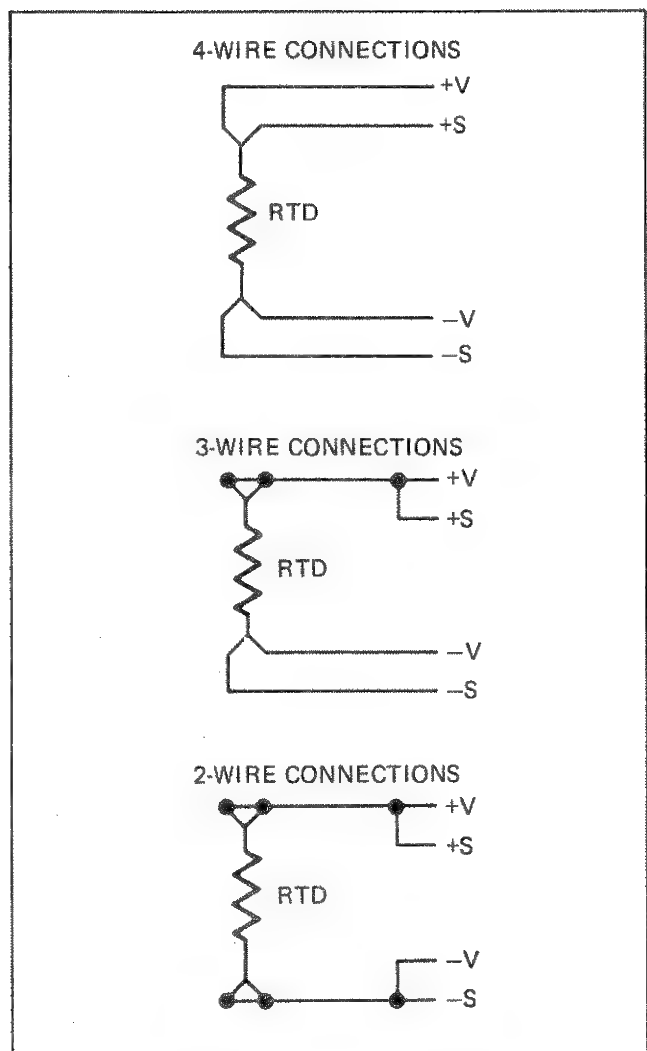 4-WIRE CONNECTIONS
+V
+S
RTD
−V
−S
3-WIRE CONNECTIONS
+V
+S
RTD
−V
−S
2-WIRE CONNECTIONS
+V
+S
RTD
−V
−S